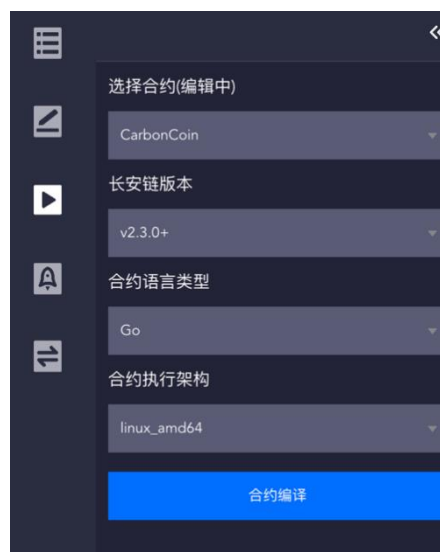 选择合约(编辑中)
CarbonCoin
长安链版本
v2.3.0+
合约语言类型
Go
合约执行架构
linux_amd64
合约编译